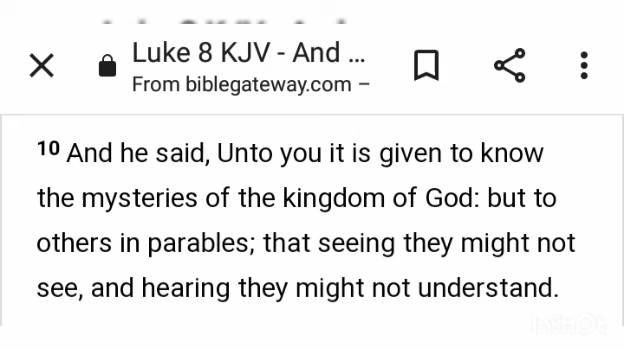 Luke 8 KJV - And ...
From biblegateway.com –
10 And he said, Unto you it is given to know
the mysteries of the kingdom of God: but to
others in parables; that seeing they might not
see, and hearing they might not understand.